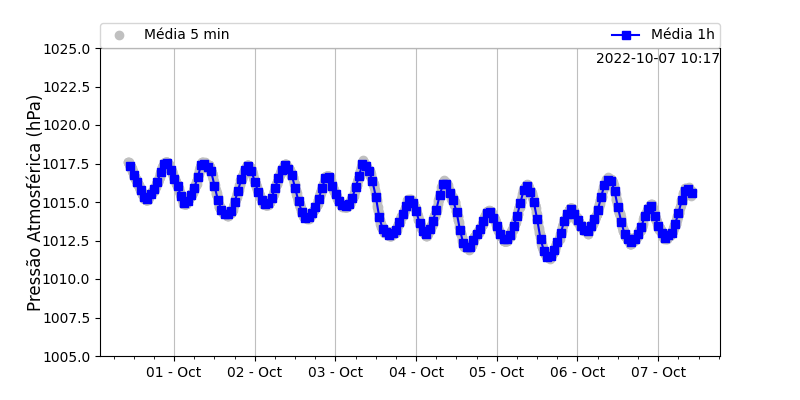 Média 5 min
Média 1h
2022-10-07 10:17
Pressão Atmosférica (hPa)
1025.0
1022.5
1020.0
1017.5
1015.0
1012.5
1010.0
1007.5
1005.0
01 - Oct
02 - Oct
03 - Oct
04 - Oct
05 - Oct
06 - Oct
07 - Oct